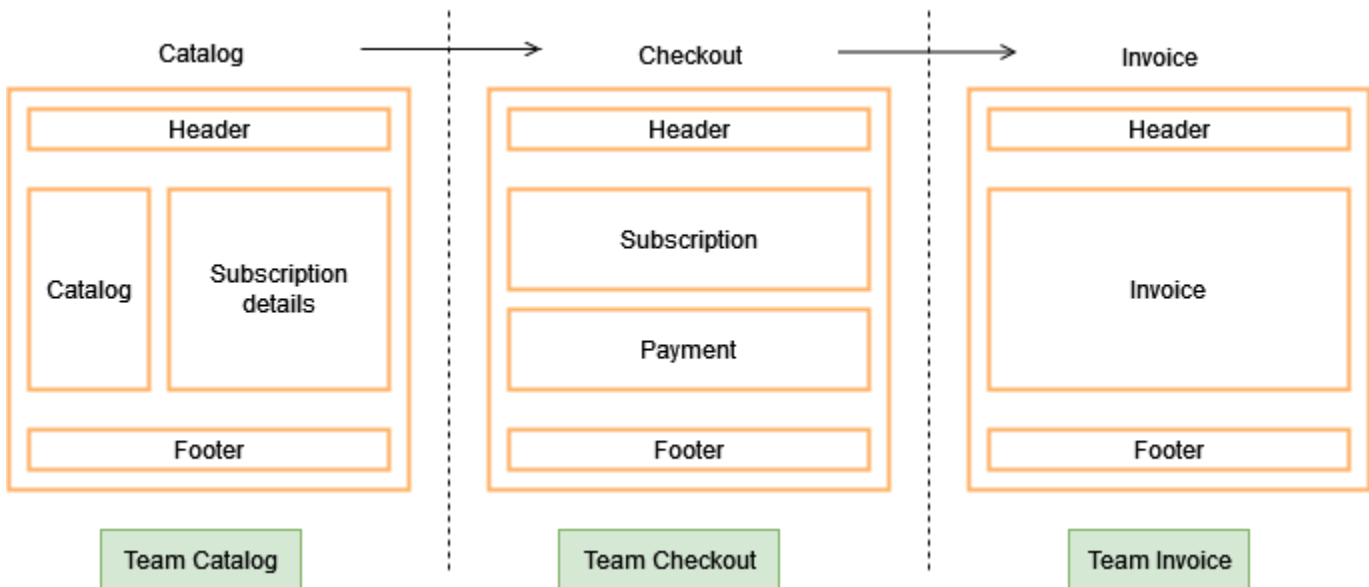 Catalog
Checkout
Invoice
Header
Header
Header
Catalog
Subscription
details
Subscription
Payment
Invoice
Footer
Footer
Footer
Team Catalog
Team Checkout
Team Invoice